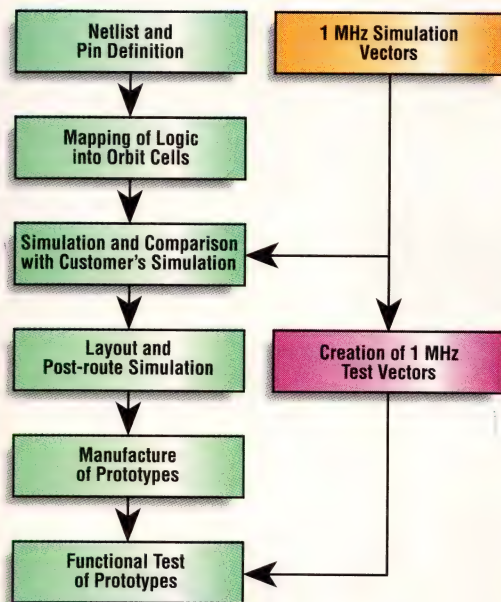 Netlist and
Pin Definition
1 MHz Simulation
Vectors
Mapping of Logic
into Orbit Cells
Simulation and Comparison
with Customer's Simulation
Layout and
Post-route Simulation
Creation of 1 MHz
Test Vectors
Manufacture
of Prototypes
Functional Test
of Prototypes